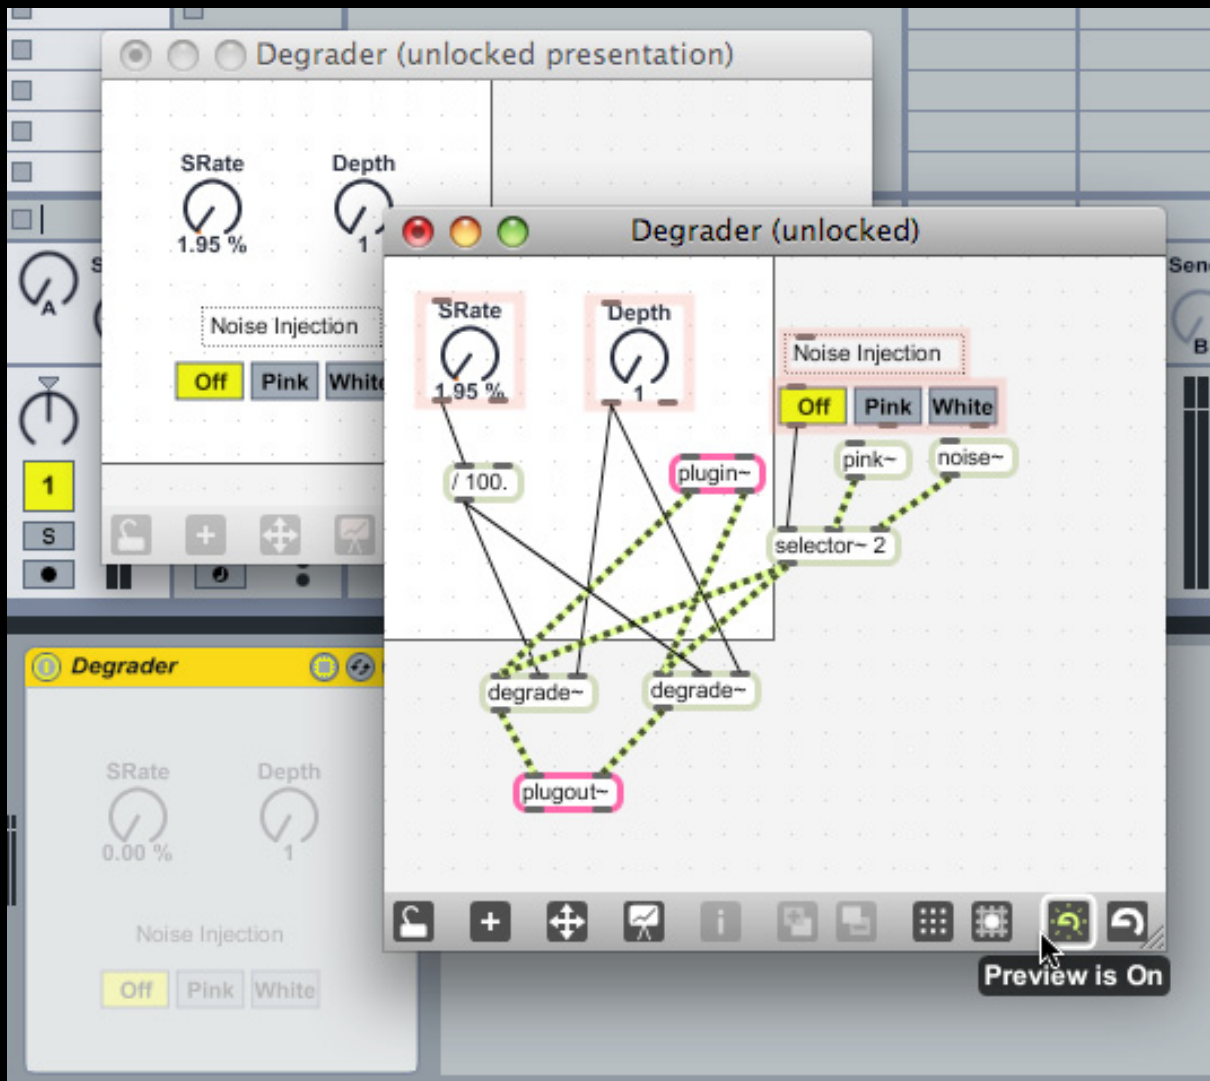 Degrader (unlocked presentation)
SRate
Depth
1.95 %
1
Noise Injection
Off
Pink
White
A
1
S
Degrader (unlocked)
SRate
Depth
1.95 %
1
Noise Injection
Off
Pink
White
/ 100.
plugin~
pink~
noise~
selector~ 2
degrade~
degrade~
plugout~
Preview is On
B
Degrader
SRate
Depth
0.00 %
1
Noise Injection
Off
Pink
White